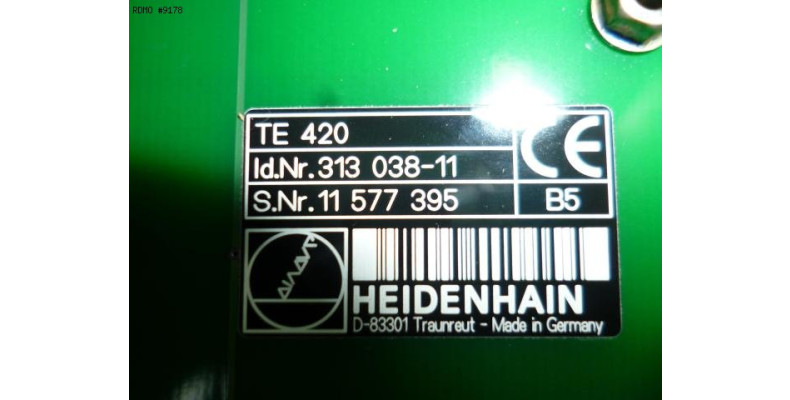 RDMO #9178
TE 420
Id.Nr. 313 038-11
S.Nr. 11 577 395
CE
B5
HEIDENHAIN
D-83301 Traunreut - Made in Germany